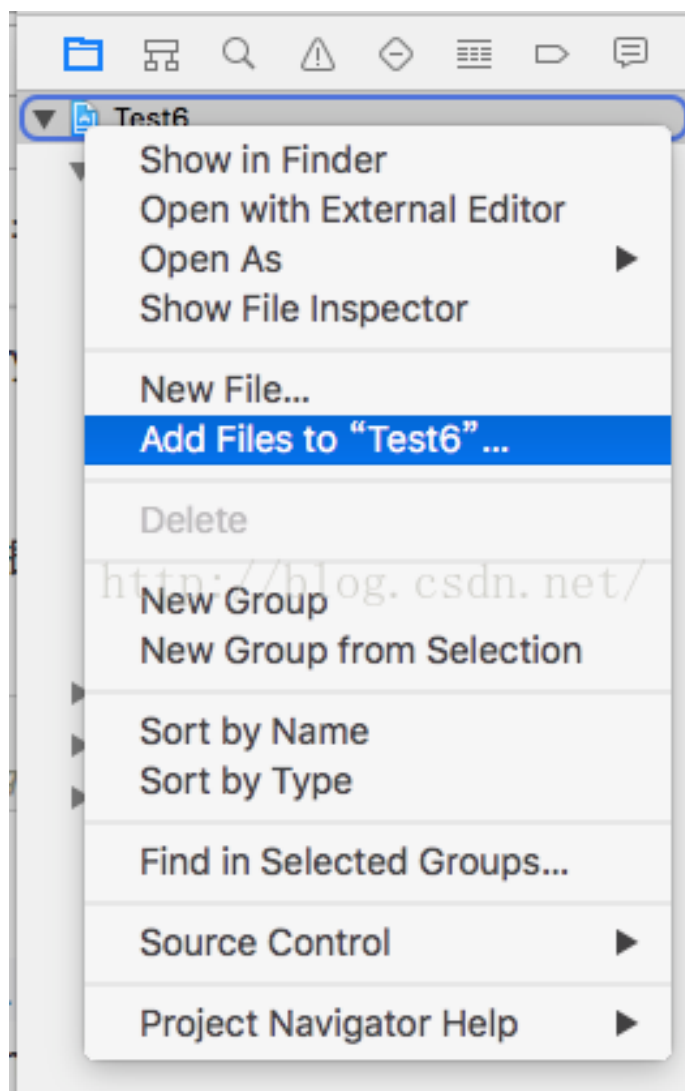 Test6
Show in Finder
Open with External Editor
Open As
Show File Inspector
New File...
Add Files to “Test6”...
Delete
http://blog.csdn.net/
New Group
New Group from Selection
Sort by Name
Sort by Type
Find in Selected Groups...
Source Control
Project Navigator Help